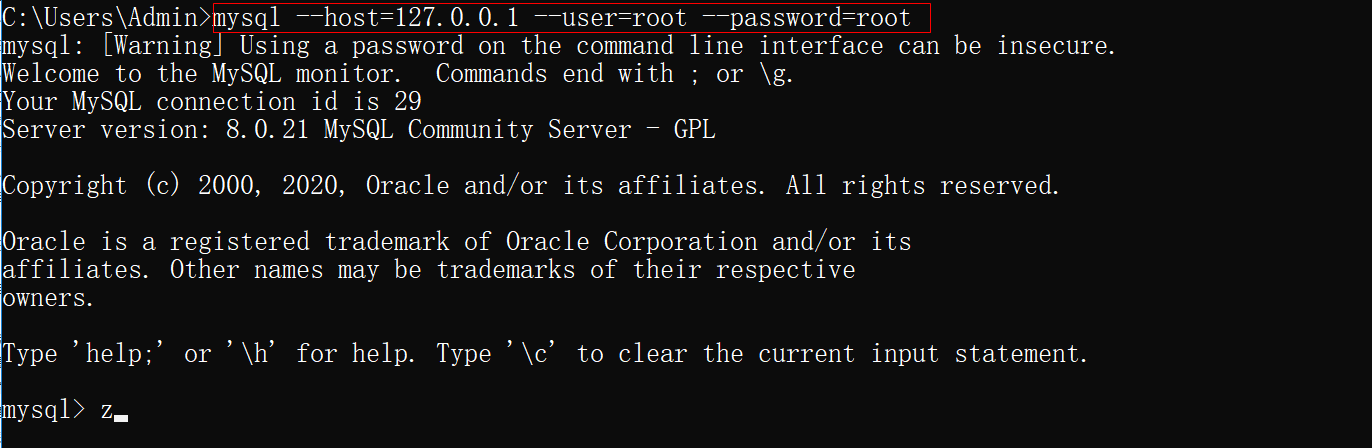 C:\Users\Admin>mysql --host=127.0.0.1 --user=root --password=root
mysql: [Warning] Using a password on the command line interface can be insecure.
Welcome to the MySQL monitor.  Commands end with ; or \g.
Your MySQL connection id is 29
Server version: 8.0.21 MySQL Community Server - GPL
Copyright (c) 2000, 2020, Oracle and/or its affiliates. All rights reserved.
Oracle is a registered trademark of Oracle Corporation and/or its
affiliates. Other names may be trademarks of their respective
owners.
Type 'help;' or '\h' for help. Type '\c' to clear the current input statement.
mysql> z